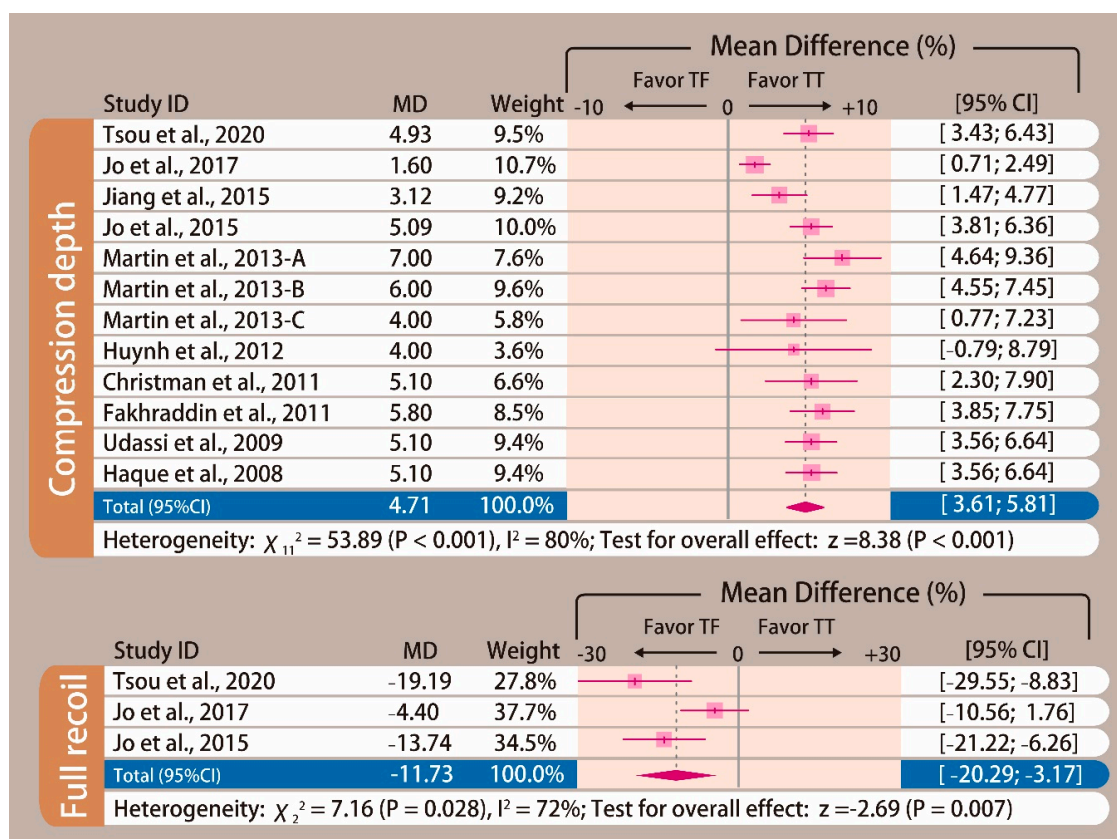 Mean Difference (%)
Favor TF Favor TT
Study ID MD Weight -10 0 +10 [95% CI]
Compression depth
Tsou et al., 2020 4.93 9.5% [ 3.43; 6.43]
Jo et al., 2017 1.60 10.7% [ 0.71; 2.49]
Jiang et al., 2015 3.12 9.2% [ 1.47; 4.77]
Jo et al., 2015 5.09 10.0% [ 3.81; 6.36]
Martin et al., 2013-A 7.00 7.6% [ 4.64; 9.36]
Martin et al., 2013-B 6.00 9.6% [ 4.55; 7.45]
Martin et al., 2013-C 4.00 5.8% [ 0.77; 7.23]
Huynh et al., 2012 4.00 3.6% [-0.79; 8.79]
Christman et al., 2011 5.10 6.6% [ 2.30; 7.90]
Fakhraddin et al., 2011 5.80 8.5% [ 3.85; 7.75]
Udassi et al., 2009 5.10 9.4% [ 3.56; 6.64]
Haque et al., 2008 5.10 9.4% [ 3.56; 6.64]
Total (95%CI) 4.71 100.0% [ 3.61; 5.81]
Heterogeneity: χ₁₁² = 53.89 (P < 0.001), I² = 80%; Test for overall effect: z =8.38 (P < 0.001)
Mean Difference (%)
Favor TF Favor TT
Study ID MD Weight -30 0 +30 [95% CI]
Full recoil
Tsou et al., 2020 -19.19 27.8% [-29.55; -8.83]
Jo et al., 2017 -4.40 37.7% [-10.56; 1.76]
Jo et al., 2015 -13.74 34.5% [-21.22; -6.26]
Total (95%CI) -11.73 100.0% [ -20.29; -3.17]
Heterogeneity: χ₂² = 7.16 (P = 0.028), I² = 72%; Test for overall effect: z=-2.69 (P = 0.007)